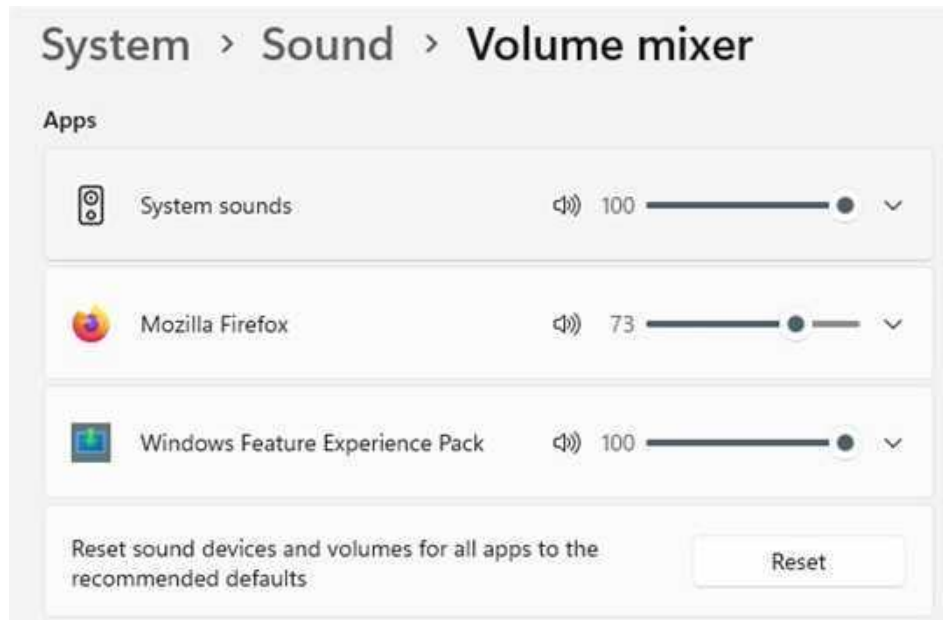 System > Sound > Volume mixer
Apps
System sounds 100
Mozilla Firefox 73
Windows Feature Experience Pack 100
Reset sound devices and volumes for all apps to the
recommended defaults
Reset